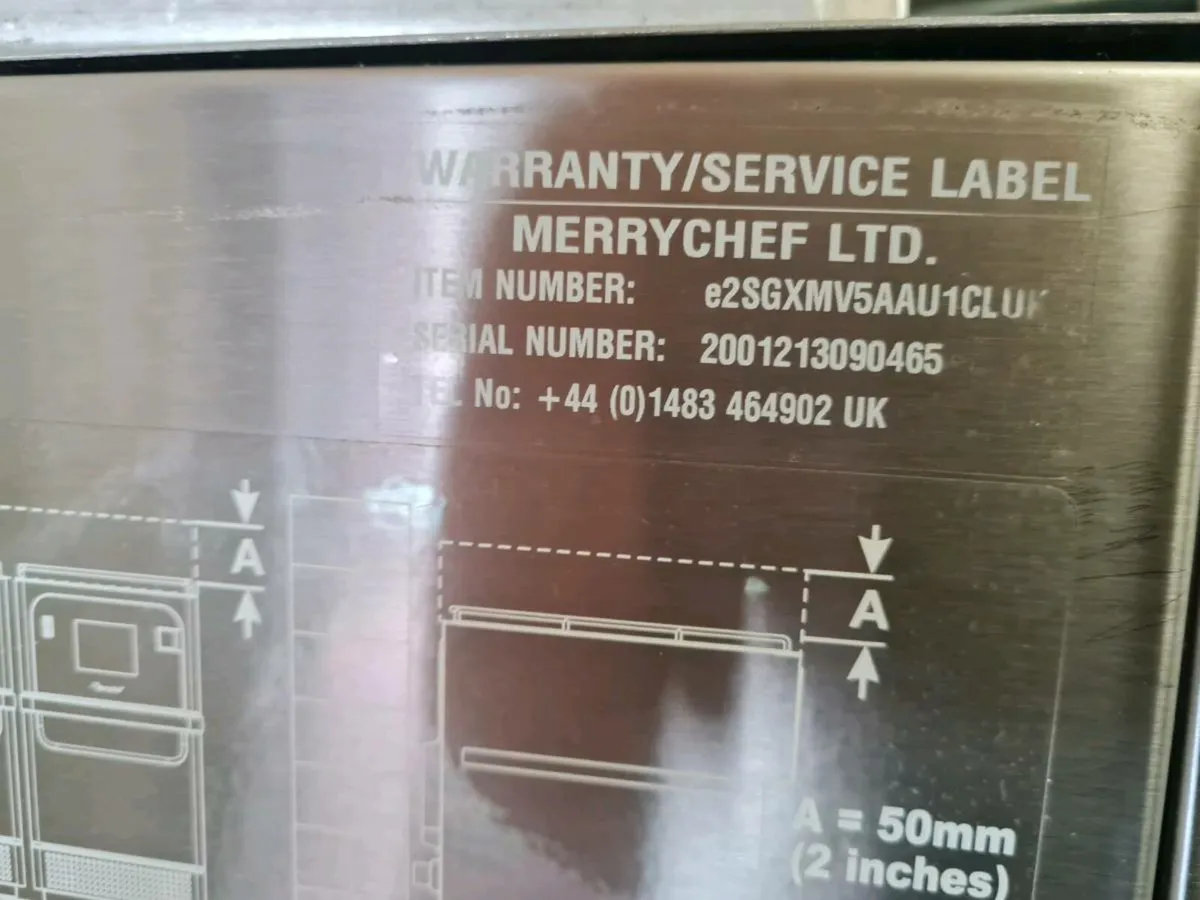 WARRANTY/SERVICE LABEL
MERRYCHEF LTD.
ITEM NUMBER: e2SGXMV5AAU1CLUK
SERIAL NUMBER: 2001213090465
TEL No: +44 (0)1483 464902 UK
A
A
A = 50mm
(2 inches)